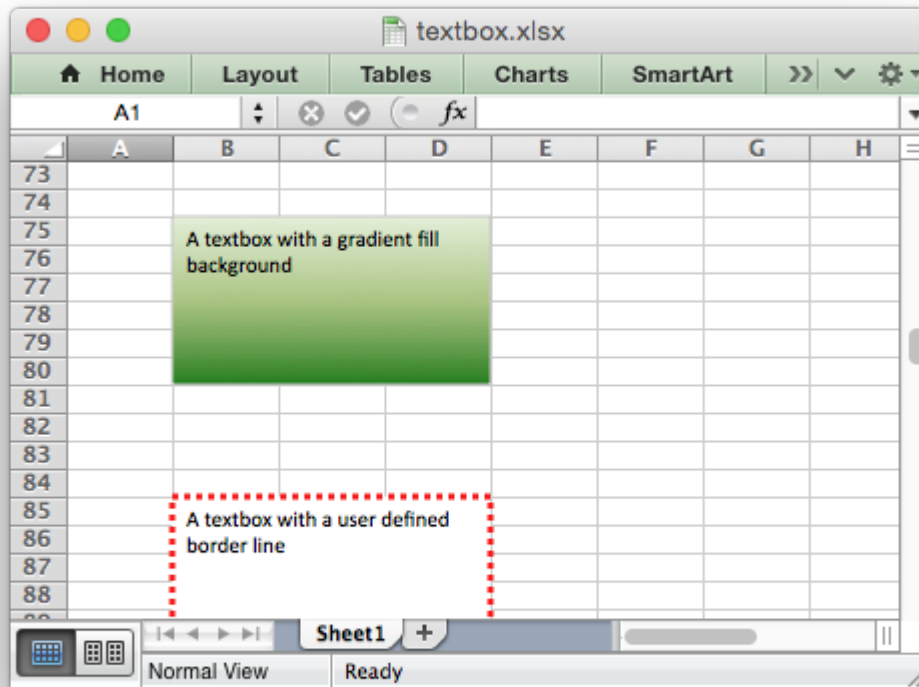 textbox.xlsx
Home Layout Tables Charts SmartArt
A1 fx
A B C D E F G H
73
74
75
A textbox with a gradient fill
76
background
77
78
79
80
81
82
83
84
85
A textbox with a user defined
86
border line
87
88
Sheet1
Normal View Ready